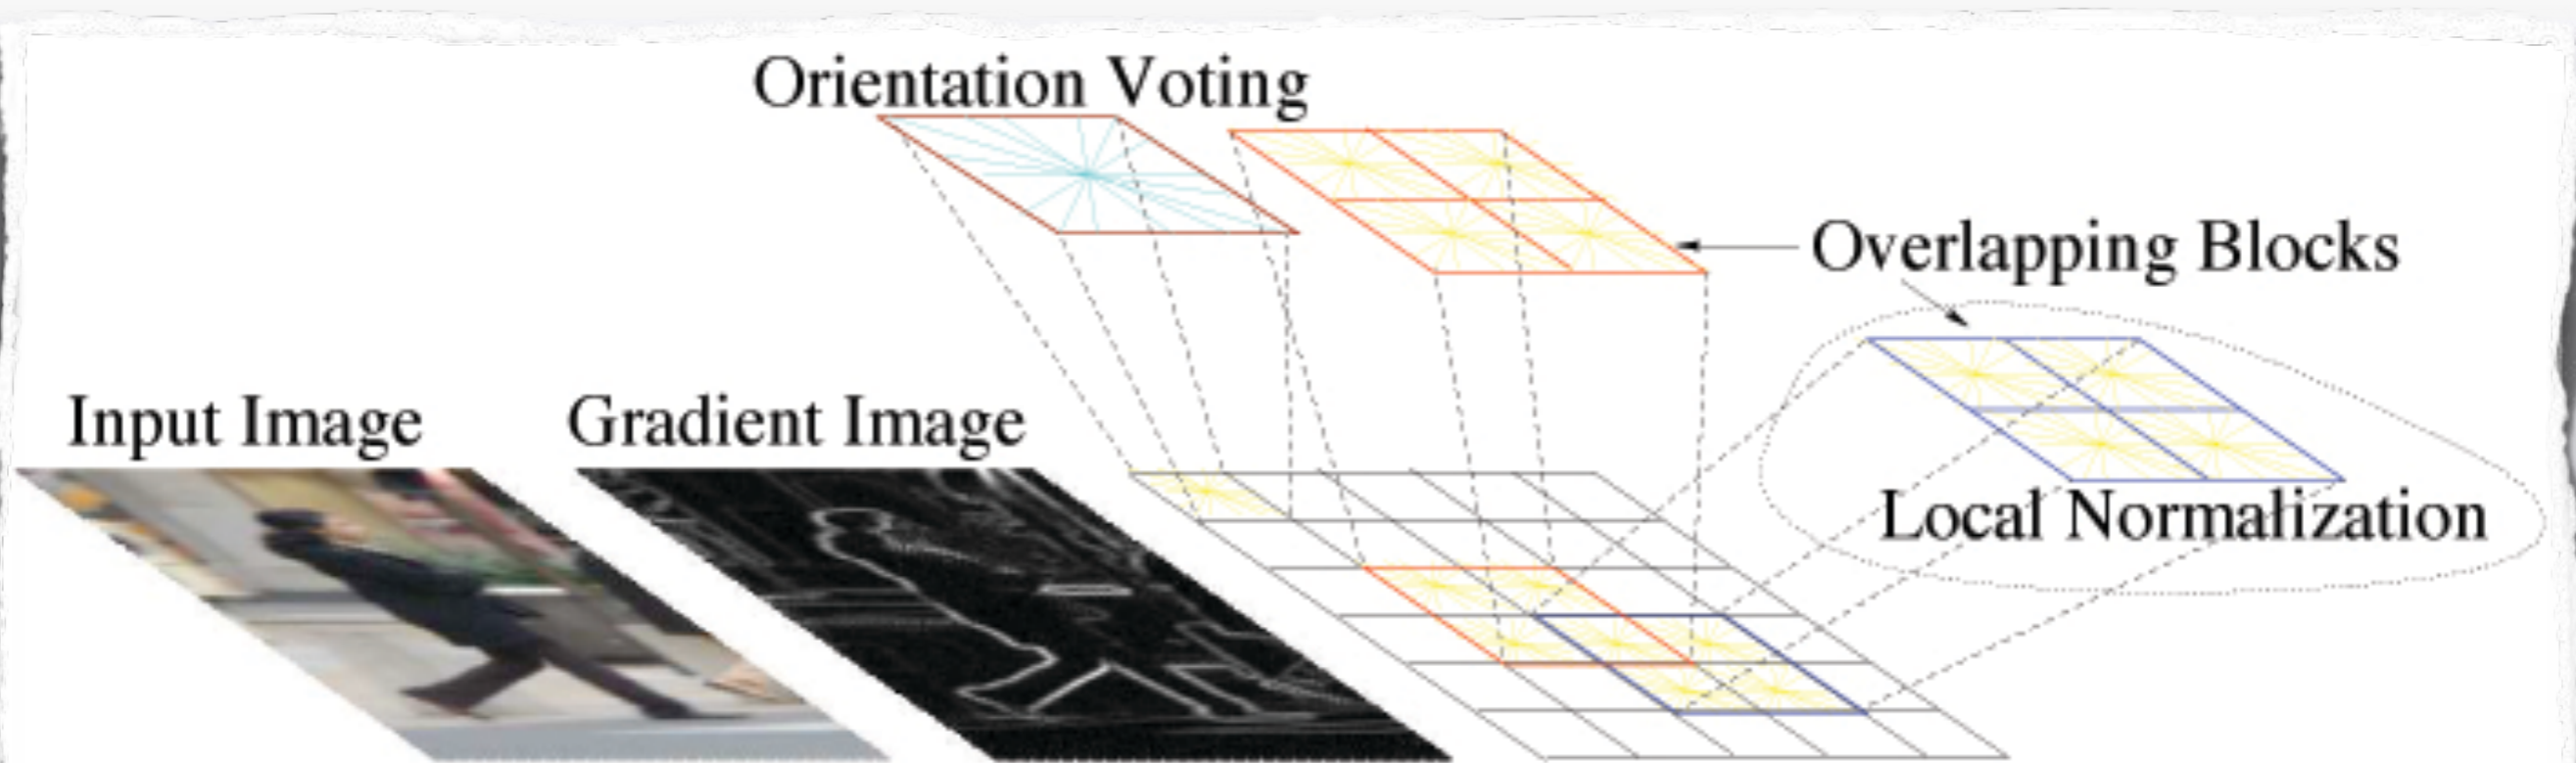 Orientation Voting
Overlapping Blocks
Input Image
Gradient Image
Local Normalization